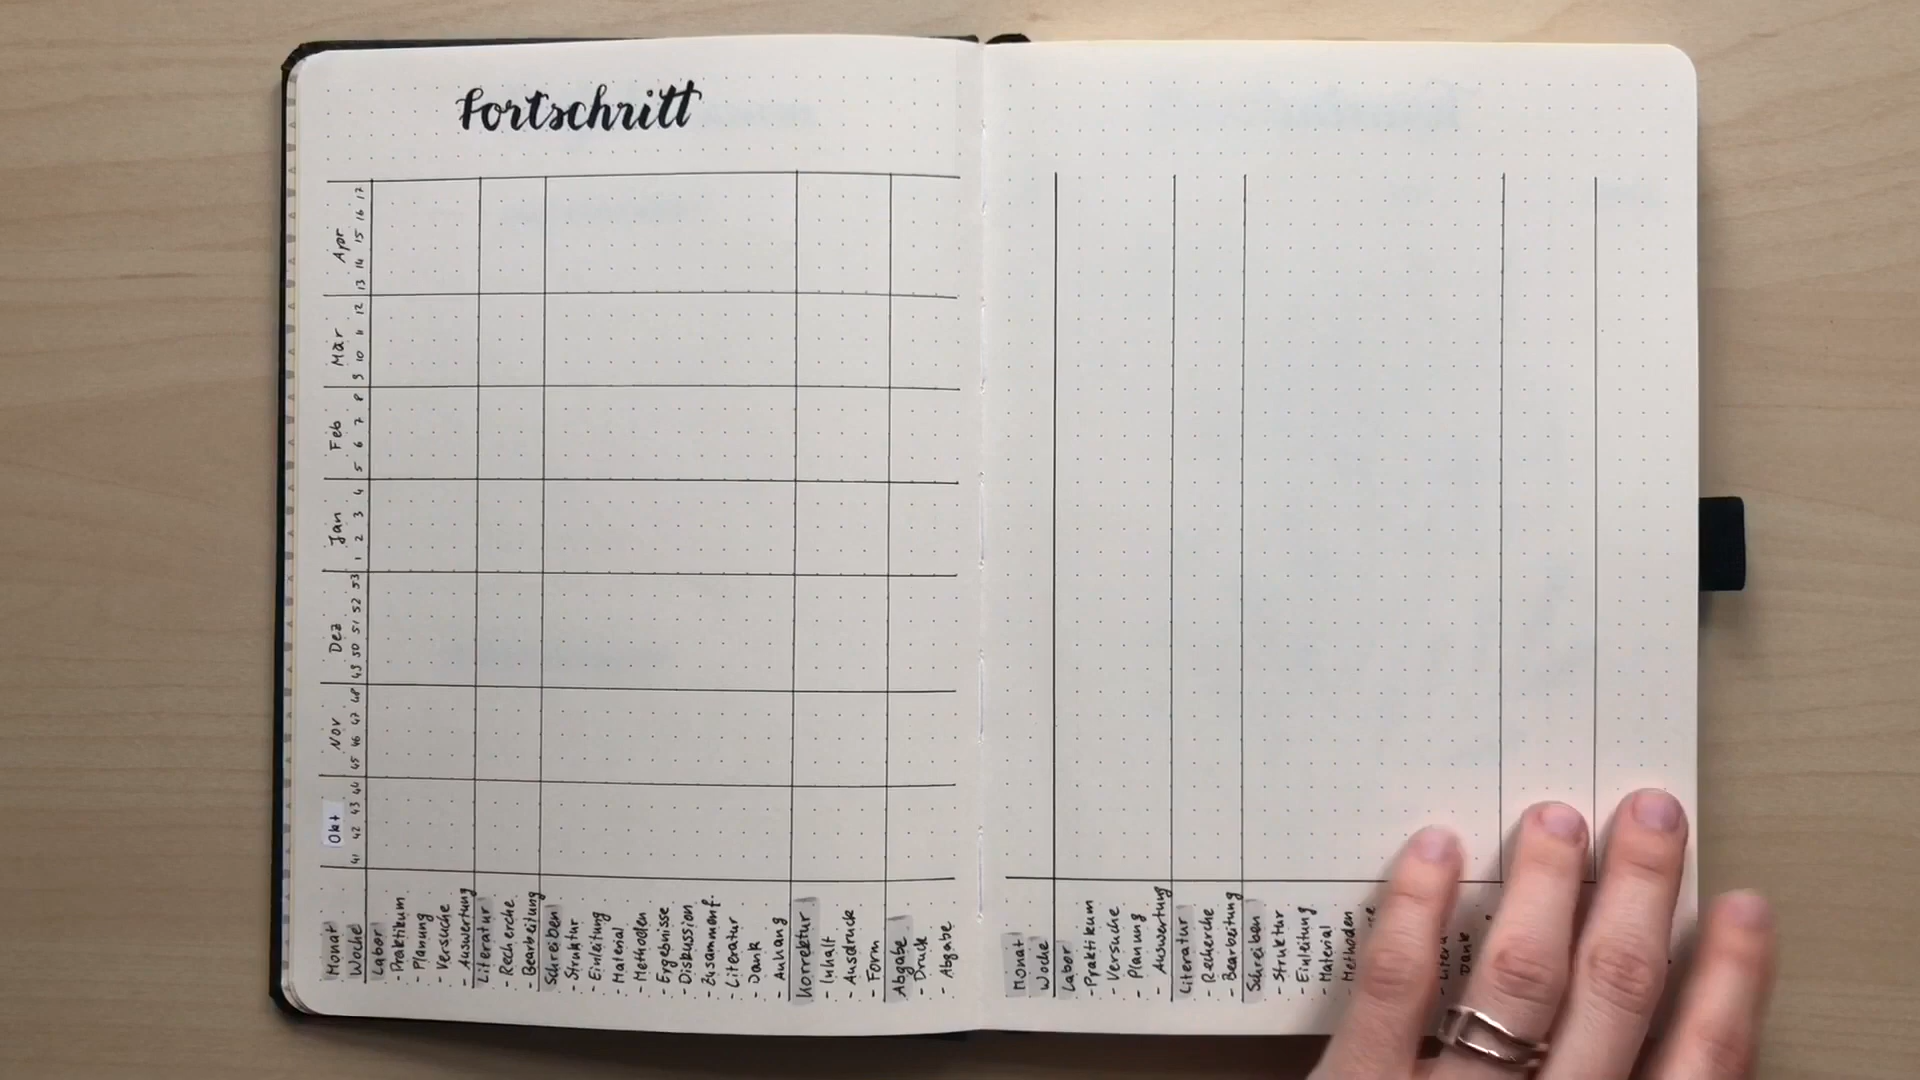 Fortschritt
Monat Okt Nov Dez Jan Feb Mär Apr
Woche 41 42 43 44 45 46 47 48 49 50 51 52 53 1 2 3 4 5 6 7 8 9 10 11 12 13 14 15 16 17
Labor
- Praktikum
- Planung
- Versuche
- Auswertung
Literatur
- Recherche
- Bearbeitung
Schreiben
- Struktur
- Einleitung
- Material
- Methoden
- Ergebnisse
- Diskussion
- Zusammenf.
- Literatur
- Dank
- Anhang
Korrektur
- Inhalt
- Ausdruck
- Form
Abgabe
- Druck
- Abgabe
Monat
Woche
Labor
- Praktikum
- Versuche
- Planung
- Auswertung
Literatur
- Recherche
- Bearbeitung
Schreiben
- Struktur
- Einleitung
- Material
- Methoden
Dank